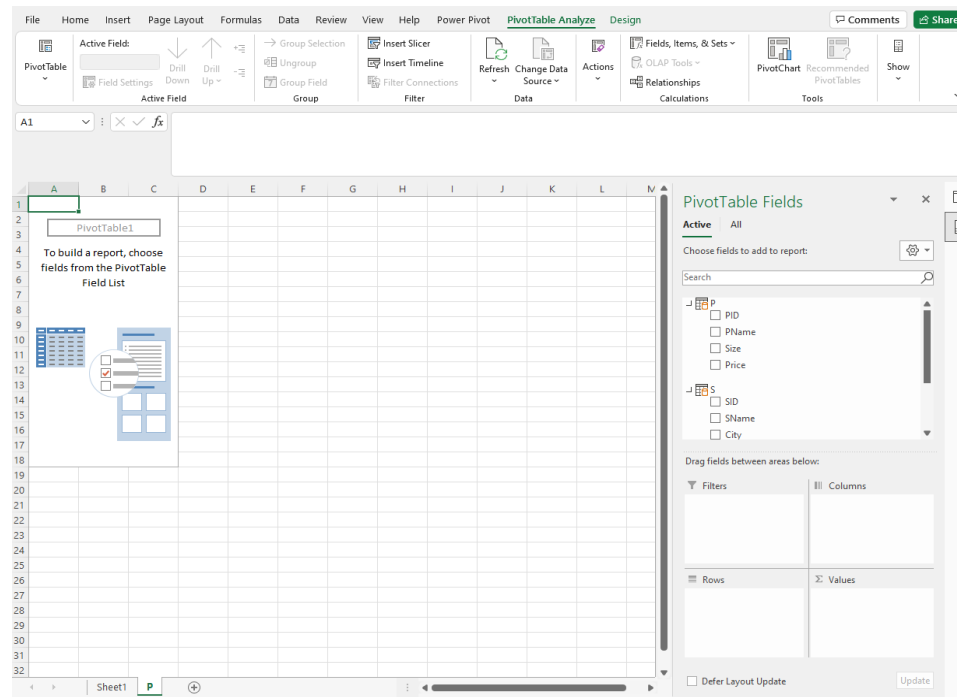 File Home Insert Page Layout Formulas Data Review View Help Power Pivot PivotTable Analyze Design Comments Share
PivotTable
Active Field:
Field Settings
Drill Down
Drill Up
Active Field
Group Selection
Ungroup
Group Field
Group
Insert Slicer
Insert Timeline
Filter Connections
Filter
Refresh
Change Data Source
Data
Actions
Fields, Items, & Sets
OLAP Tools
Relationships
Calculations
PivotChart
Recommended PivotTables
Tools
Show
A1
fx
A B C D E F G H I J K L M
1
2
3
4
5
6
7
8
9
10
11
12
13
14
15
16
17
18
19
20
21
22
23
24
25
26
27
28
29
30
31
32
PivotTable1
To build a report, choose
fields from the PivotTable
Field List
PivotTable Fields
Active All
Choose fields to add to report:
Search
P
PID
PName
Size
Price
S
SID
SName
City
Drag fields between areas below:
Filters
Columns
Rows
Σ Values
Defer Layout Update
Update
Sheet1 P